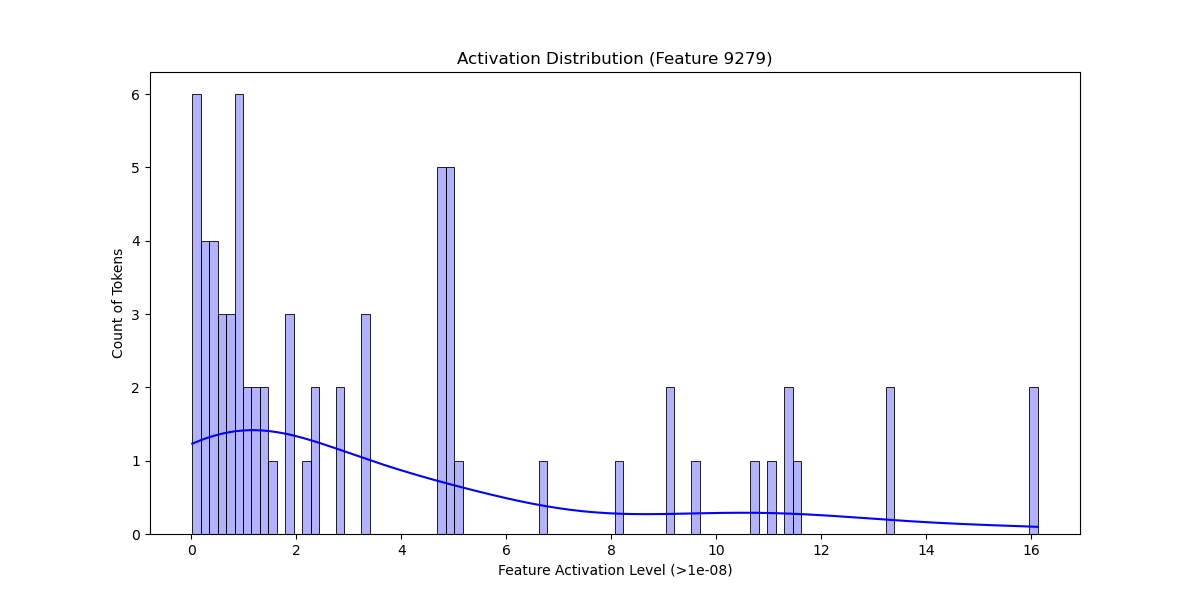 Activation Distribution (Feature 9279)
6
5
4
3
2
1
0
Count of Tokens
0 2 4 6 8 10 12 14 16
Feature Activation Level (>1e-08)